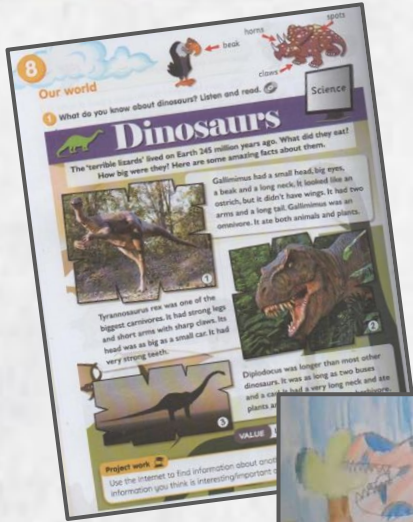 8
Our world
beak
horns
spots
claws
Science
1 What do you know about dinosaurs? Listen and read.
Dinosaurs
The 'terrible lizards' lived on Earth 245 million years ago. What did they eat?
How big were they? Here are some amazing facts about them.
Gallimimus had a small head, big eyes,
a beak and a long neck. It looked like an
ostrich, but it didn't have wings. It had two
arms and a long tail. Gallimimus was an
omnivore. It ate both animals and plants.
1
Tyrannosaurus rex was one of the
biggest carnivores. It had strong legs
and short arms with sharp claws. Its
head was as big as a small car. It had
very strong teeth.
2
Diplodocus was longer than most other
dinosaurs. It was as long as two buses
and a car. It had a very long neck and ate
plants
3
VALUE
Project work
Use the Internet to find information about
information you think is interesting/important